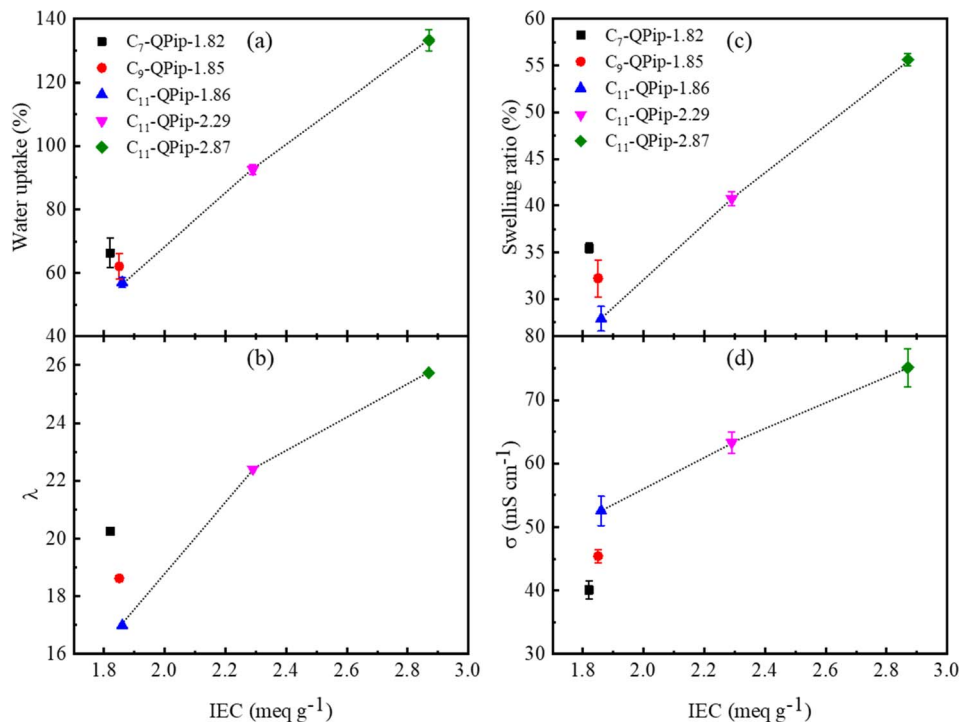 (a)
C₇-QPip-1.82
C₉-QPip-1.85
C₁₁-QPip-1.86
C₁₁-QPip-2.29
C₁₁-QPip-2.87
Water uptake (%)
140
120
100
80
60
40
(c)
C₇-QPip-1.82
C₉-QPip-1.85
C₁₁-QPip-1.86
C₁₁-QPip-2.29
C₁₁-QPip-2.87
Swelling ratio (%)
55
50
45
40
35
30
80
(b)
λ
26
24
22
20
18
16
1.8 2.0 2.2 2.4 2.6 2.8 3.0
IEC (meq g⁻¹)
(d)
σ (mS cm⁻¹)
70
60
50
40
30
1.8 2.0 2.2 2.4 2.6 2.8 3.0
IEC (meq g⁻¹)